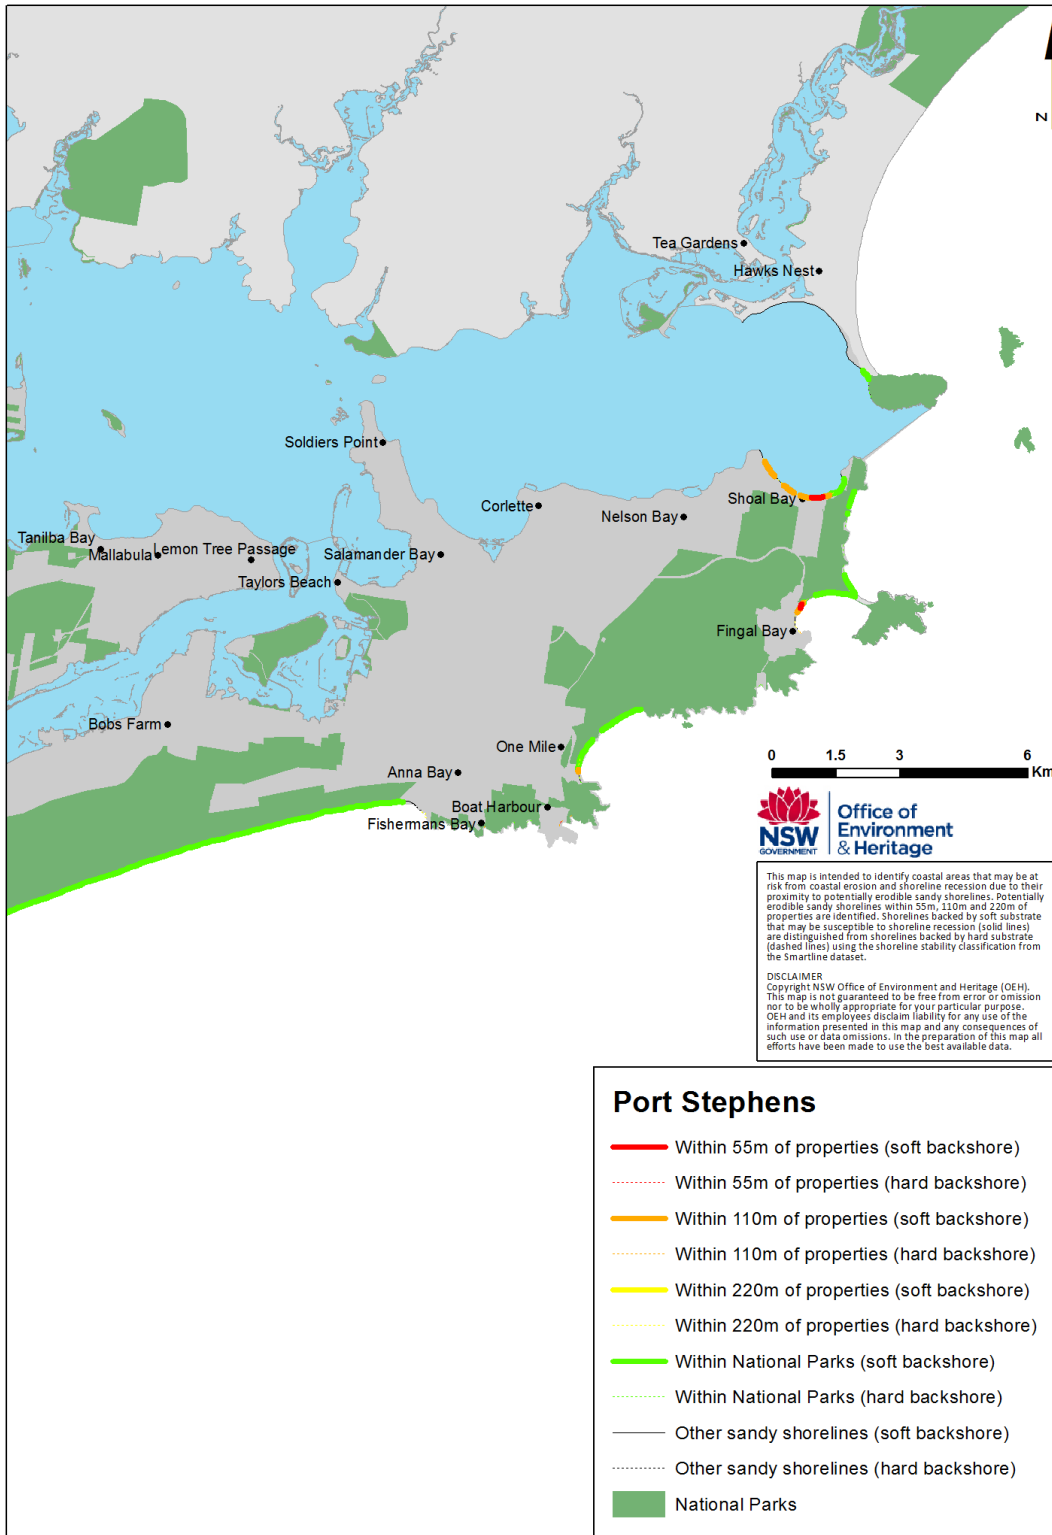 z
Tea Gardens
Hawks Nest
Soldiers Point
Corlette
Shoal Bay
Nelson Bay
Tanilba Bay
Mallabula
Lemon Tree Passage
Salamander Bay
Taylors Beach
Fingal Bay
Bobs Farm
One Mile
Anna Bay
Boat Harbour
Fishermans Bay
0 1.5 3 6
Km
NSW
GOVERNMENT
Office of
Environment
& Heritage
This map is intended to identify coastal areas that may be at
risk from coastal erosion and shoreline recession due to their
proximity to potentially erodible sandy shorelines. Potentially
erodible sandy shorelines within 55m, 110m and 220m of
properties are identified. Shorelines backed by soft substrate
that may be susceptible to shoreline recession (solid lines)
are distinguished from shorelines backed by hard substrate
(dashed lines) using the shoreline stability classification from
the Smartline dataset.
DISCLAIMER
Copyright NSW Office of Environment and Heritage (OEH).
This map is not guaranteed to be free from error or omission
nor to be wholly appropriate for your particular purpose.
OEH and its employees disclaim liability for any use of the
information presented in this map and any consequences of
such use or data omissions. In the preparation of this map all
efforts have been made to use the best available data.
Port Stephens
Within 55m of properties (soft backshore)
Within 55m of properties (hard backshore)
Within 110m of properties (soft backshore)
Within 110m of properties (hard backshore)
Within 220m of properties (soft backshore)
Within 220m of properties (hard backshore)
Within National Parks (soft backshore)
Within National Parks (hard backshore)
Other sandy shorelines (soft backshore)
Other sandy shorelines (hard backshore)
National Parks